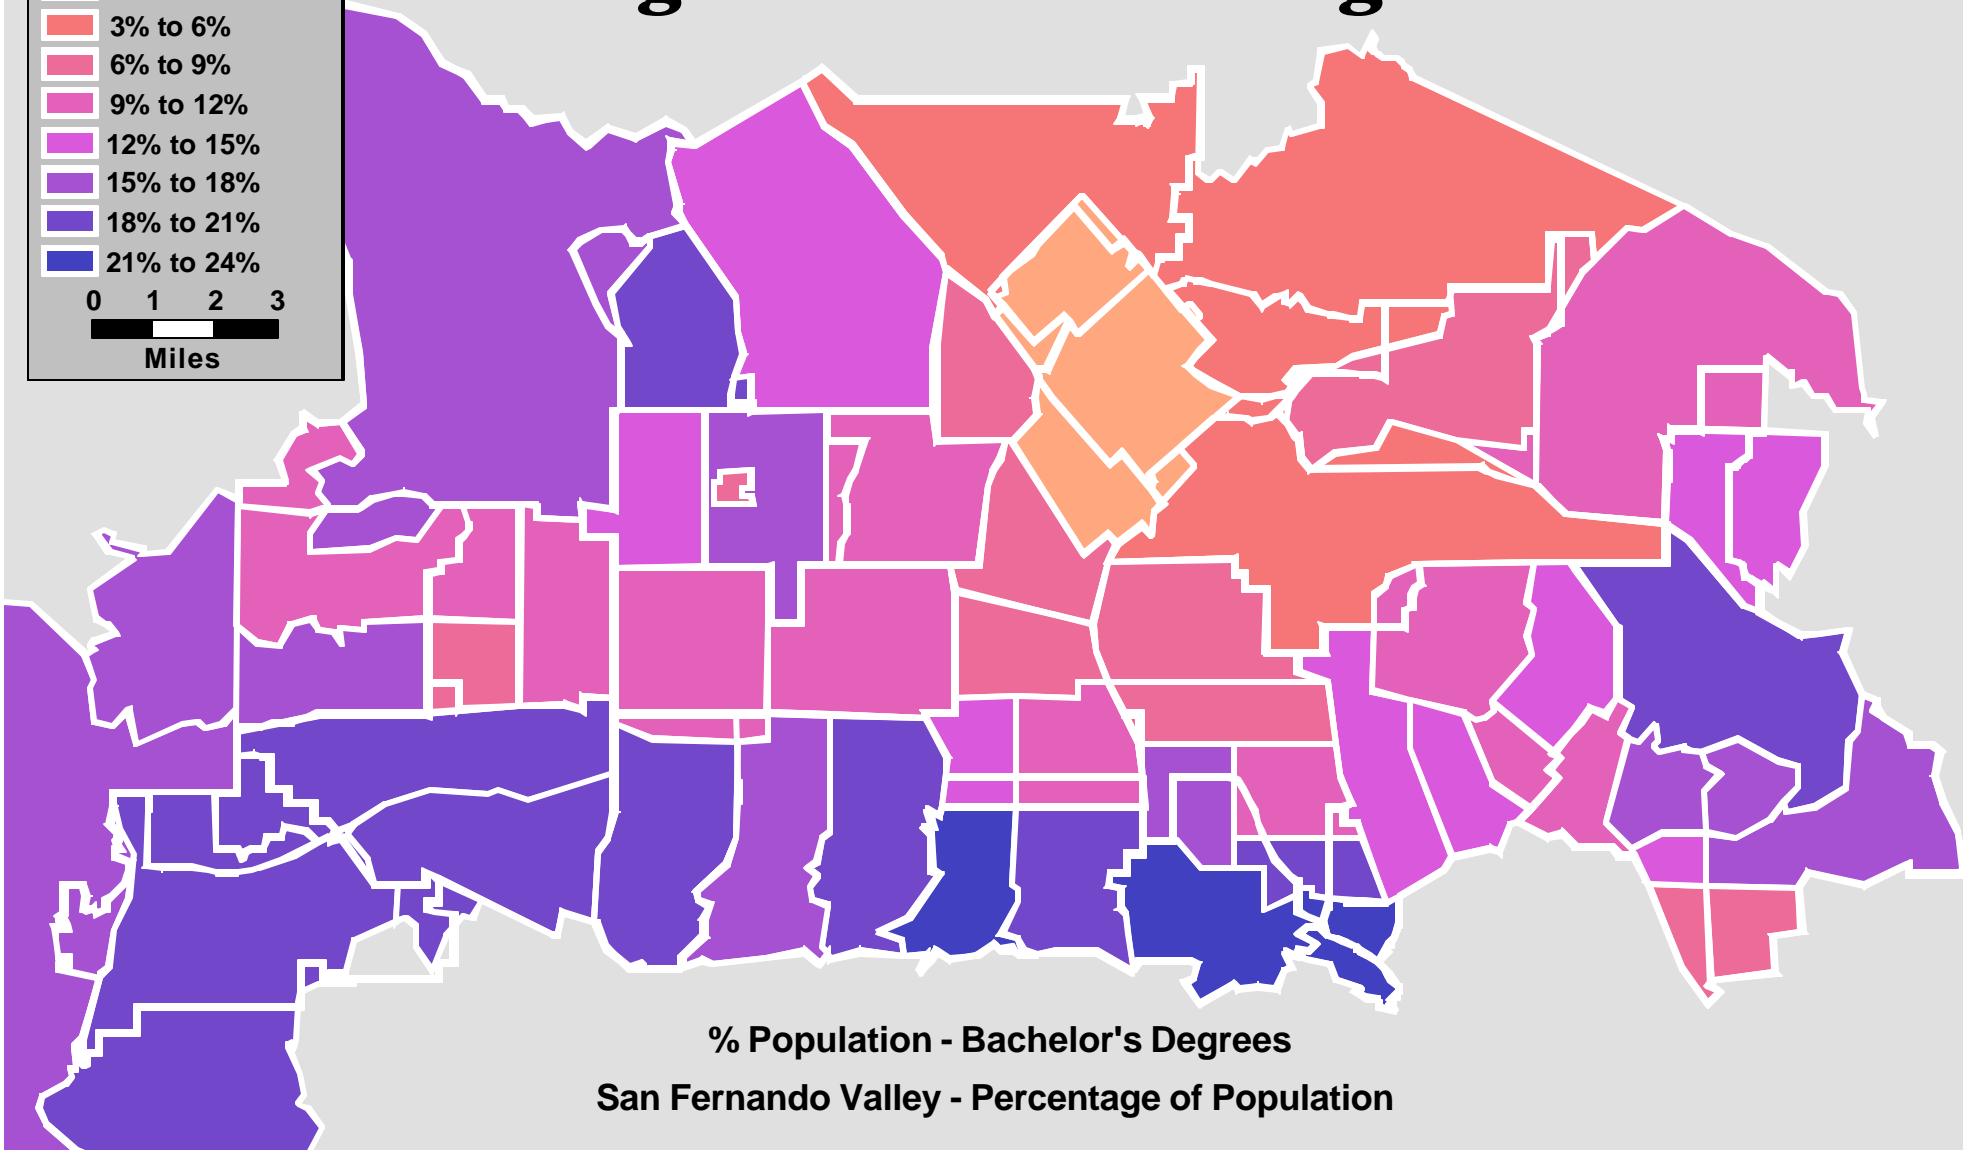 3% to 6%
6% to 9%
9% to 12%
12% to 15%
15% to 18%
18% to 21%
21% to 24%
0 1 2 3
Miles
% Population - Bachelor's Degrees
San Fernando Valley - Percentage of Population